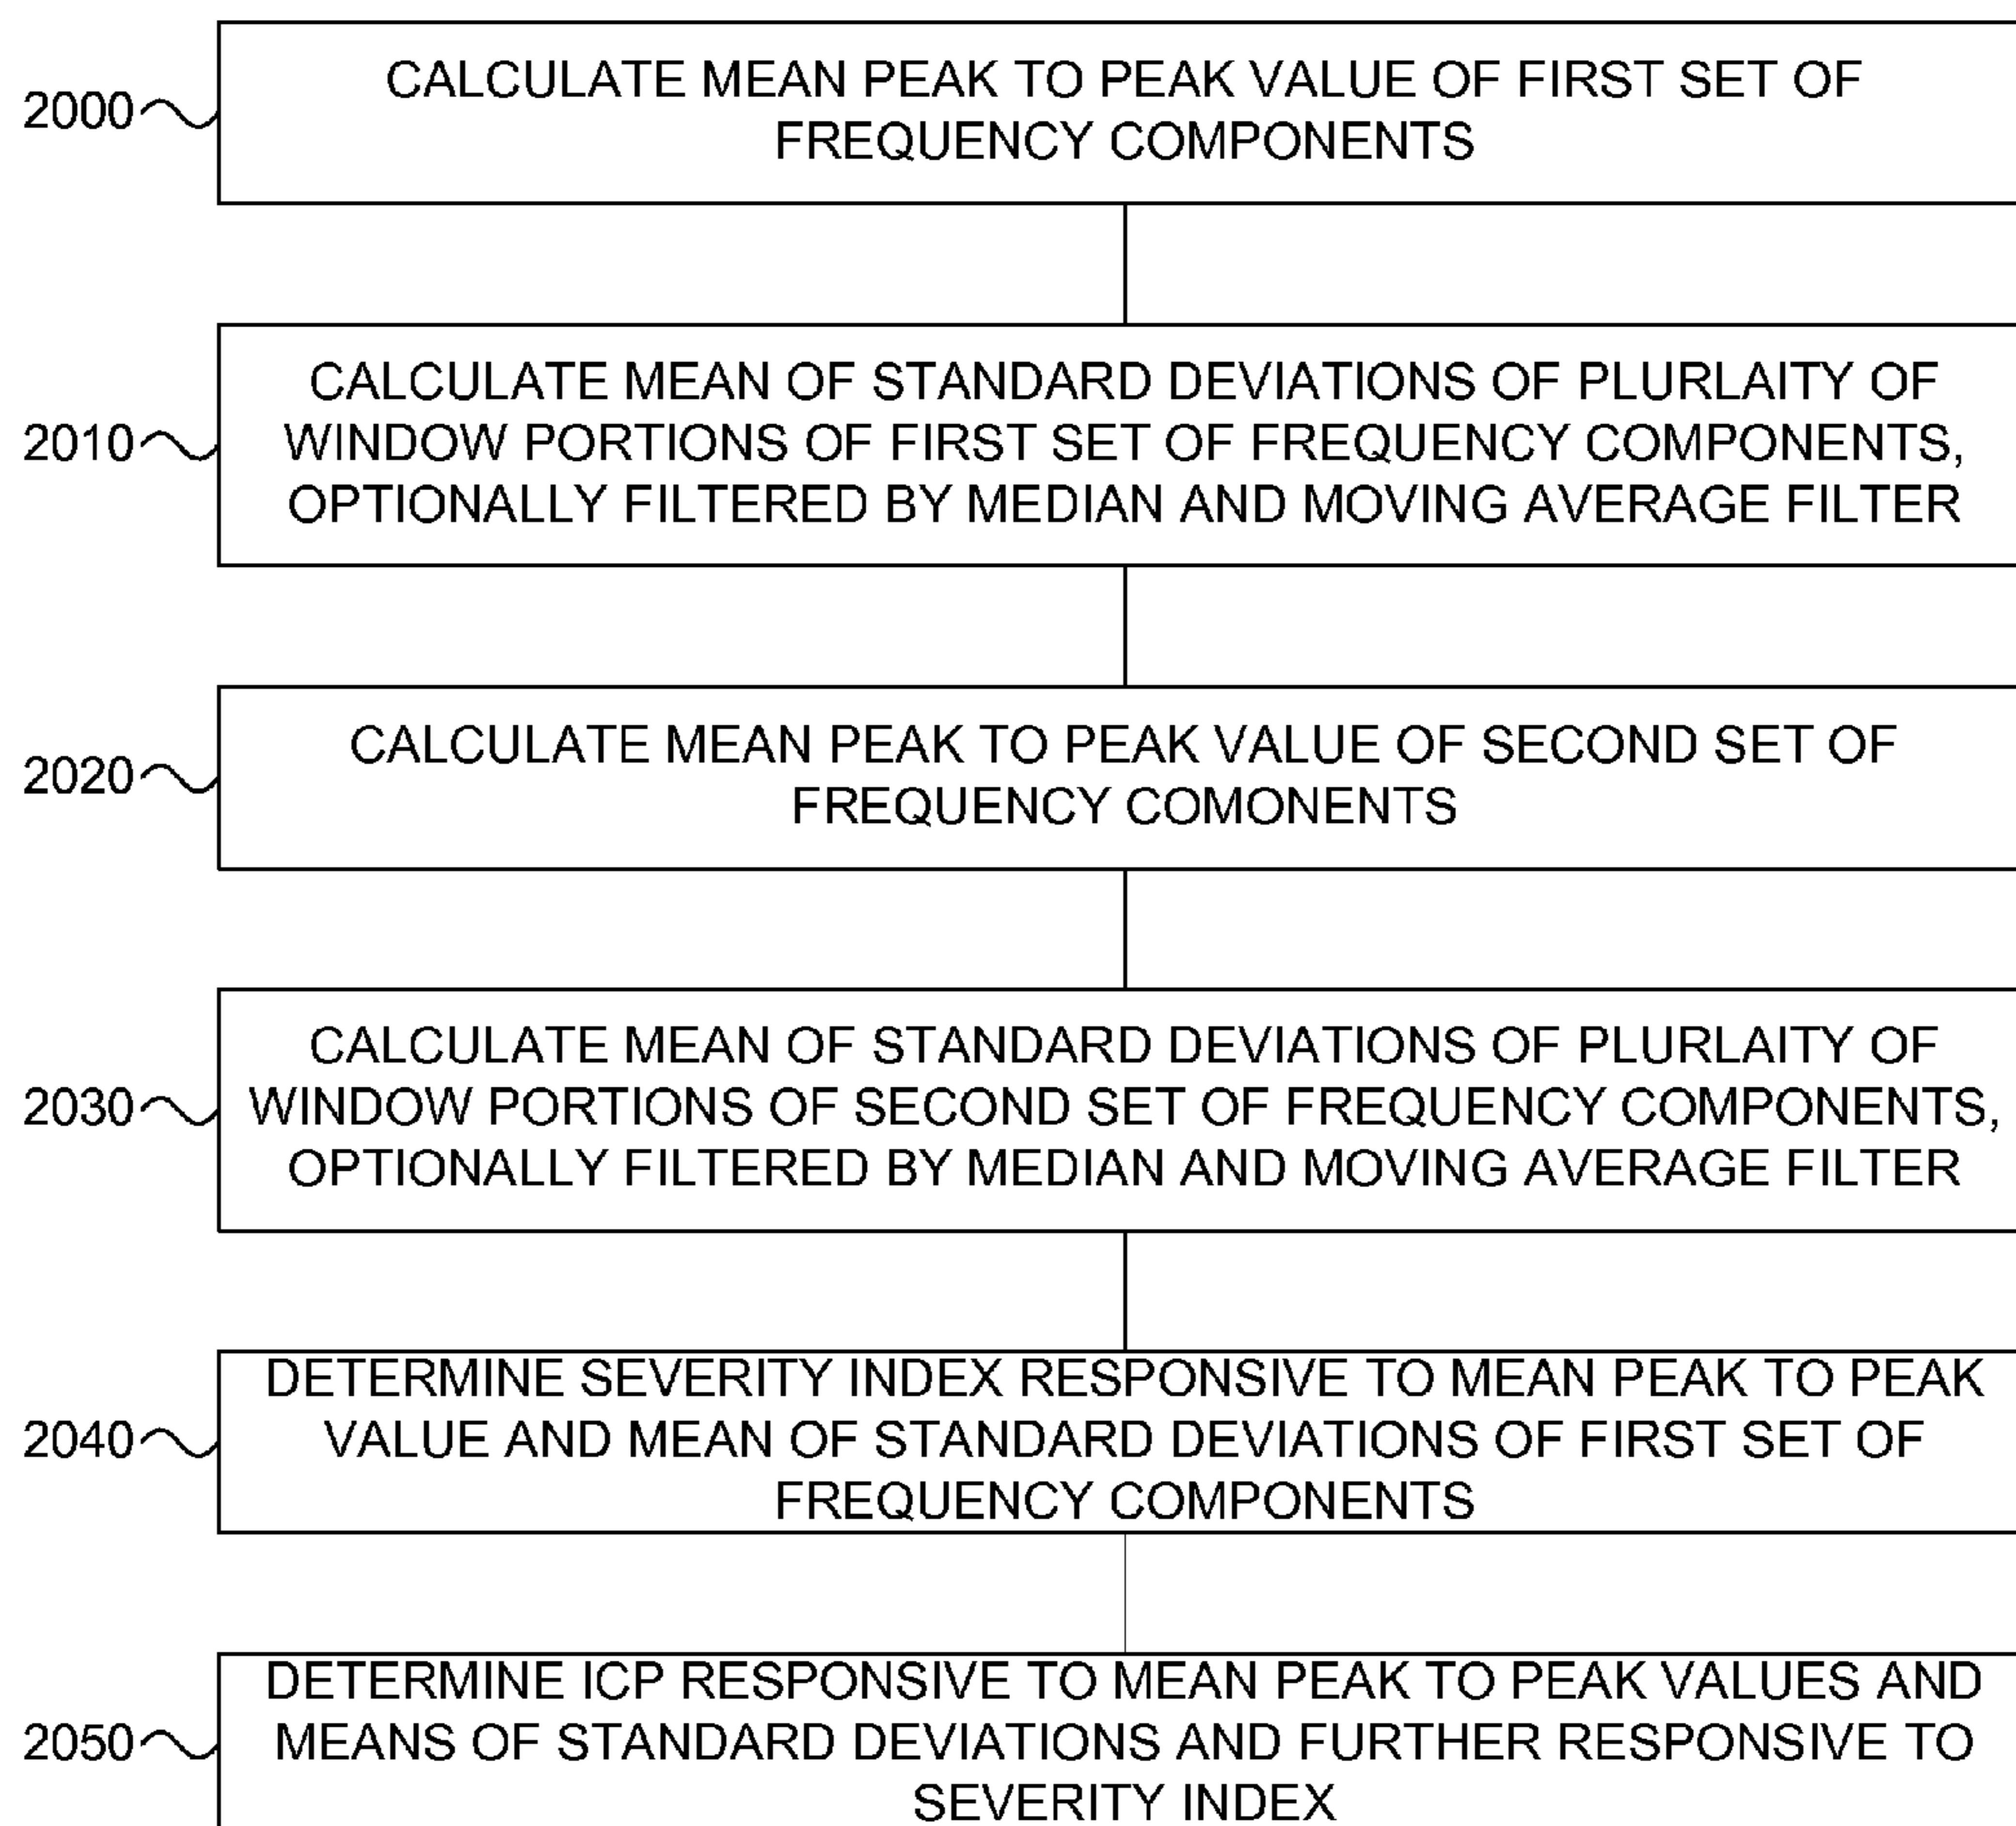 CALCULATE MEAN PEAK TO PEAK VALUE OF FIRST SET OF
2000
FREQUENCY COMPONENTS
CALCULATE MEAN OF STANDARD DEVIATIONS OF PLURLAITY OF
2010
WINDOW PORTIONS OF FIRST SET OF FREQUENCY COMPONENTS,
OPTIONALLY FILTERED BY MEDIAN AND MOVING AVERAGE FILTER
CALCULATE MEAN PEAK TO PEAK VALUE OF SECOND SET OF
2020
FREQUENCY COMONENTS
CALCULATE MEAN OF STANDARD DEVIATIONS OF PLURLAITY OF
2030
WINDOW PORTIONS OF SECOND SET OF FREQUENCY COMPONENTS,
OPTIONALLY FILTERED BY MEDIAN AND MOVING AVERAGE FILTER
DETERMINE SEVERITY INDEX RESPONSIVE TO MEAN PEAK TO PEAK
2040
VALUE AND MEAN OF STANDARD DEVIATIONS OF FIRST SET OF
FREQUENCY COMPONENTS
DETERMINE ICP RESPONSIVE TO MEAN PEAK TO PEAK VALUES AND
2050
MEANS OF STANDARD DEVIATIONS AND FURTHER RESPONSIVE TO
SEVERITY INDEX